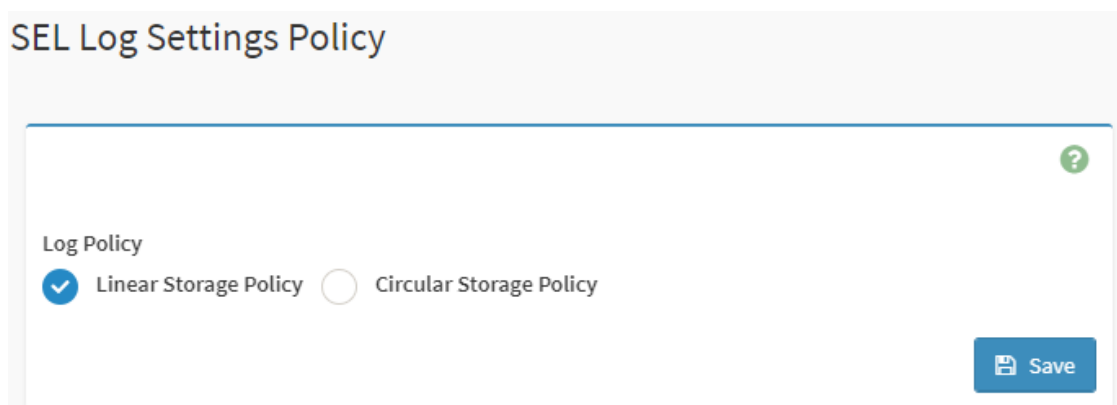 SEL Log Settings Policy
?
Log Policy
Linear Storage Policy Circular Storage Policy
Save